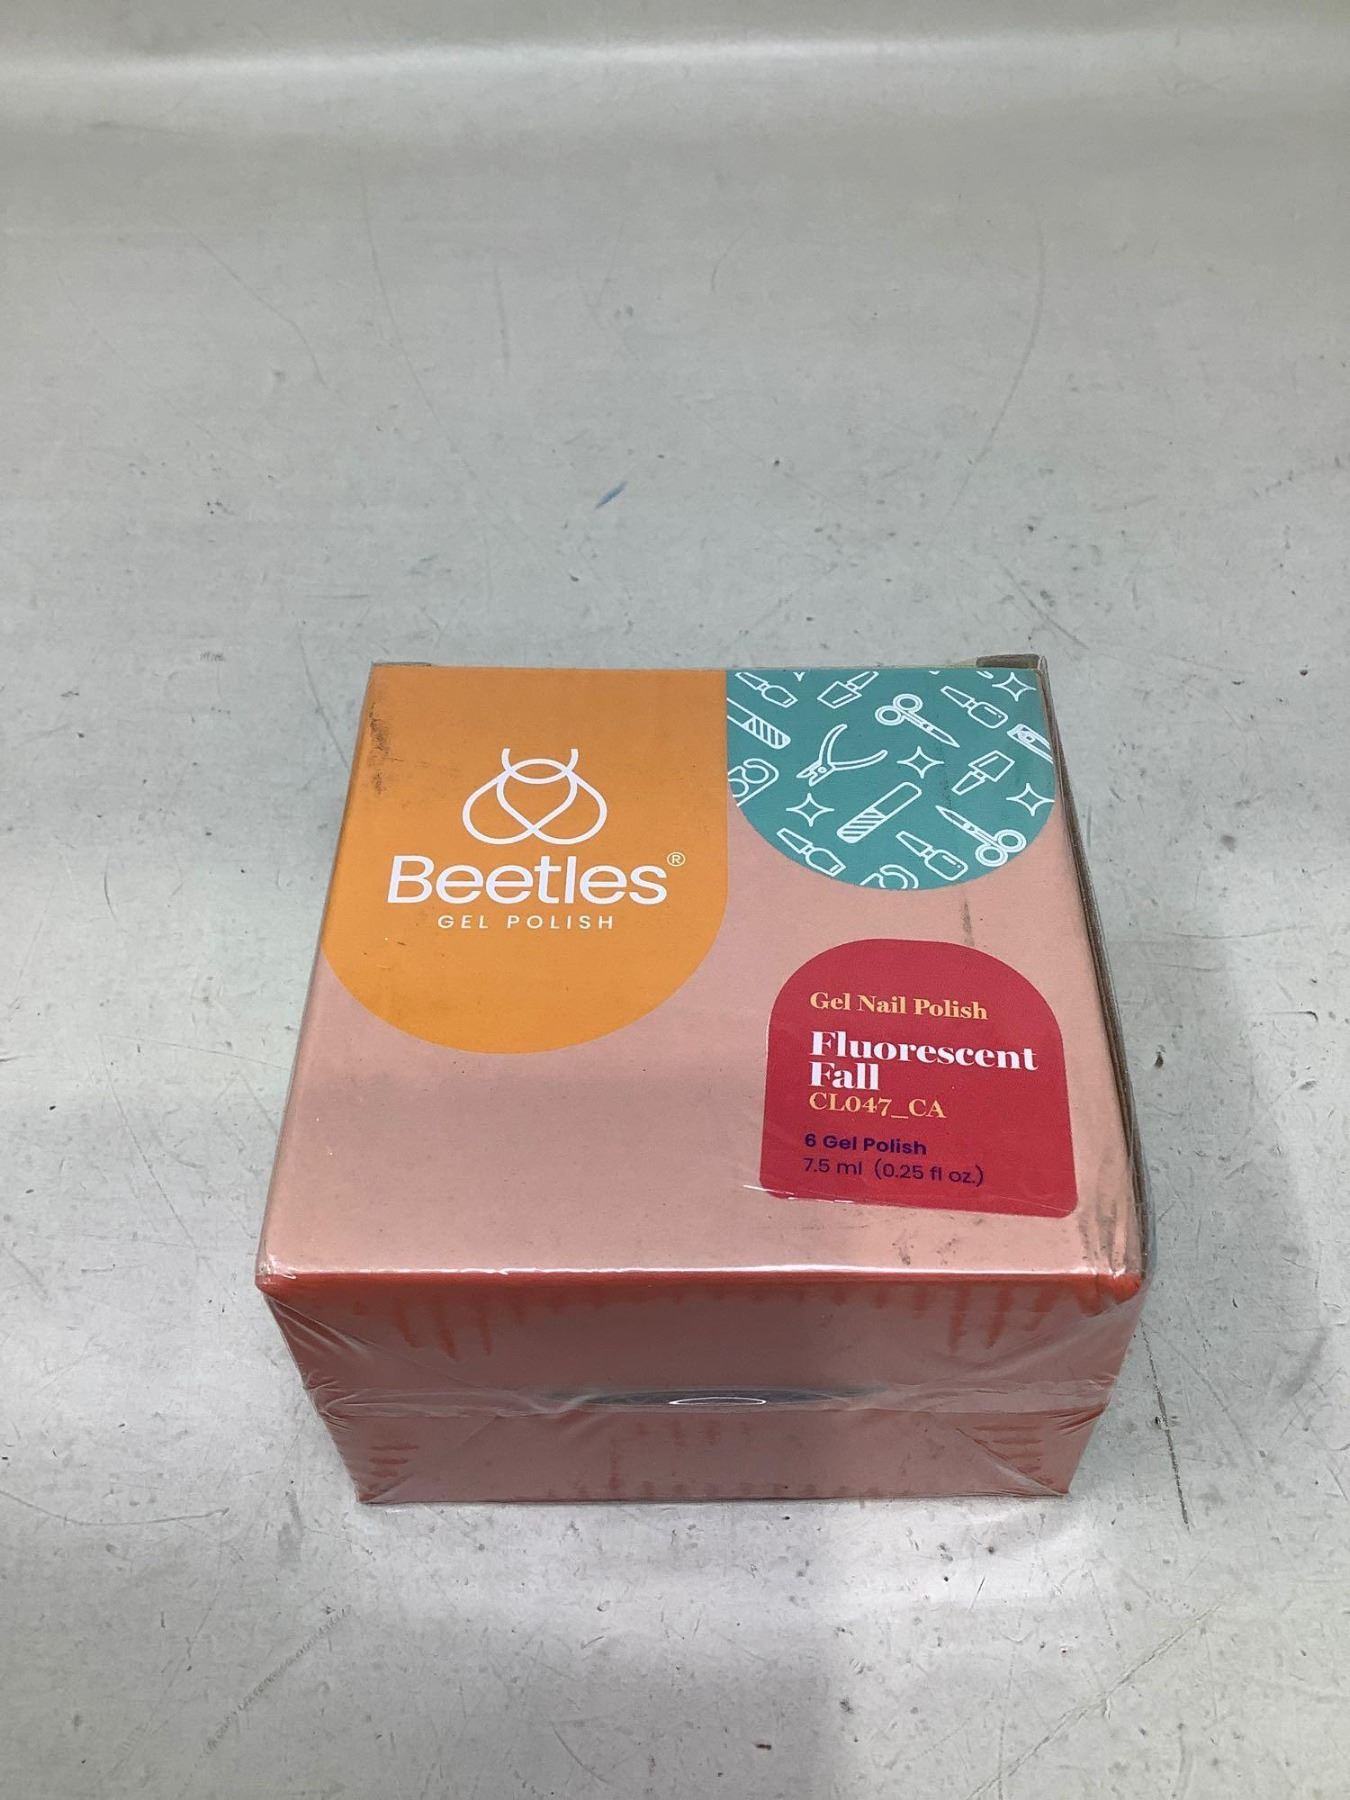 Beetles®
GEL POLISH
Gel Nail Polish
Fluorescent
Fall
CL047_CA
6 Gel Polish
7.5 ml (0.25 fl oz.)